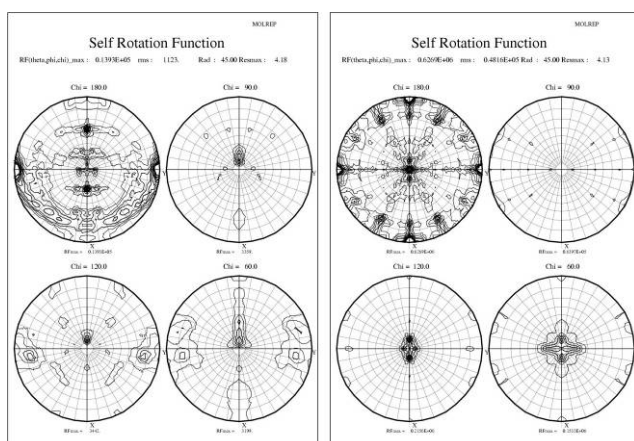 MOLREP
Self Rotation Function
RF(theta,phi,chi)_max : 0.1393E+05 rms : 1123. Rad : 45.00 Resmax : 4.18
Chi = 180.0
Chi = 90.0
Y
X
X
Chi = 120.0
Chi = 60.0
Y
X
X
MOLREP
Self Rotation Function
RF(theta,phi,chi)_max : 0.6269E+06 rms : 0.4816E+05 Rad : 45.00 Resmax : 4.13
Chi = 180.0
Chi = 90.0
Y
X
X
Chi = 120.0
Chi = 60.0
Y
X
X